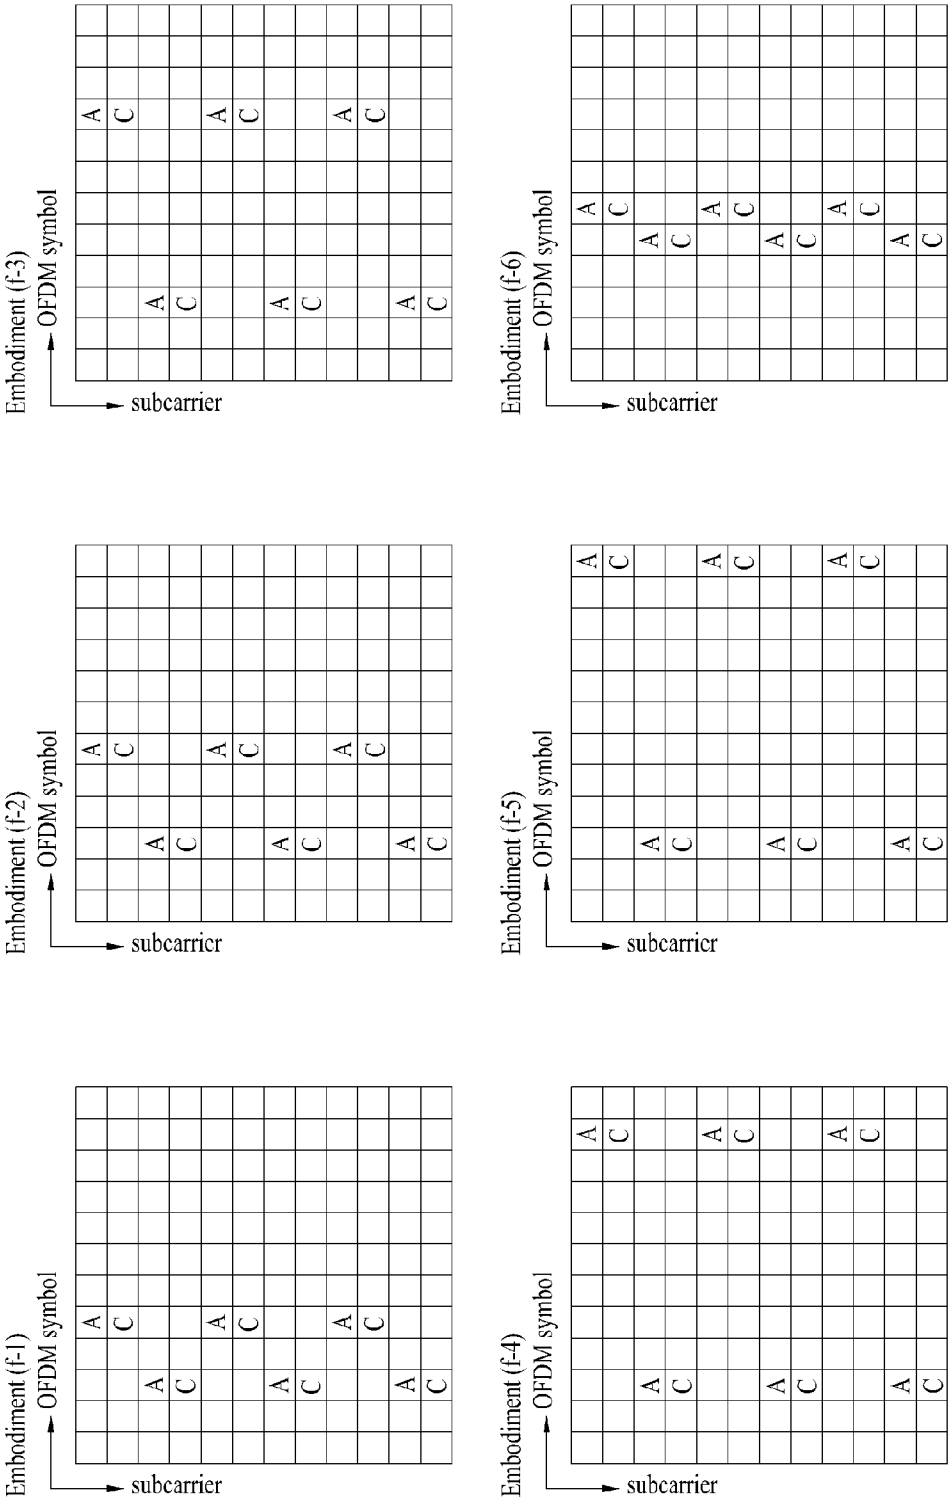 Embodiment (f-1)
OFDM symbol
subcarrier
A
C
A
C
A
C
A
C
A
C
A
C
Embodiment (f-2)
OFDM symbol
subcarrier
A
C
A
C
A
C
A
C
A
C
A
C
Embodiment (f-3)
OFDM symbol
subcarrier
A
C
A
C
A
C
A
C
A
C
A
C
Embodiment (f-4)
OFDM symbol
subcarrier
A
C
A
C
A
C
A
C
A
C
A
C
Embodiment (f-5)
OFDM symbol
subcarrier
A
C
A
C
A
C
A
C
A
C
A
C
Embodiment (f-6)
OFDM symbol
subcarrier
A
C
A
C
A
C
A
C
A
C
A
C